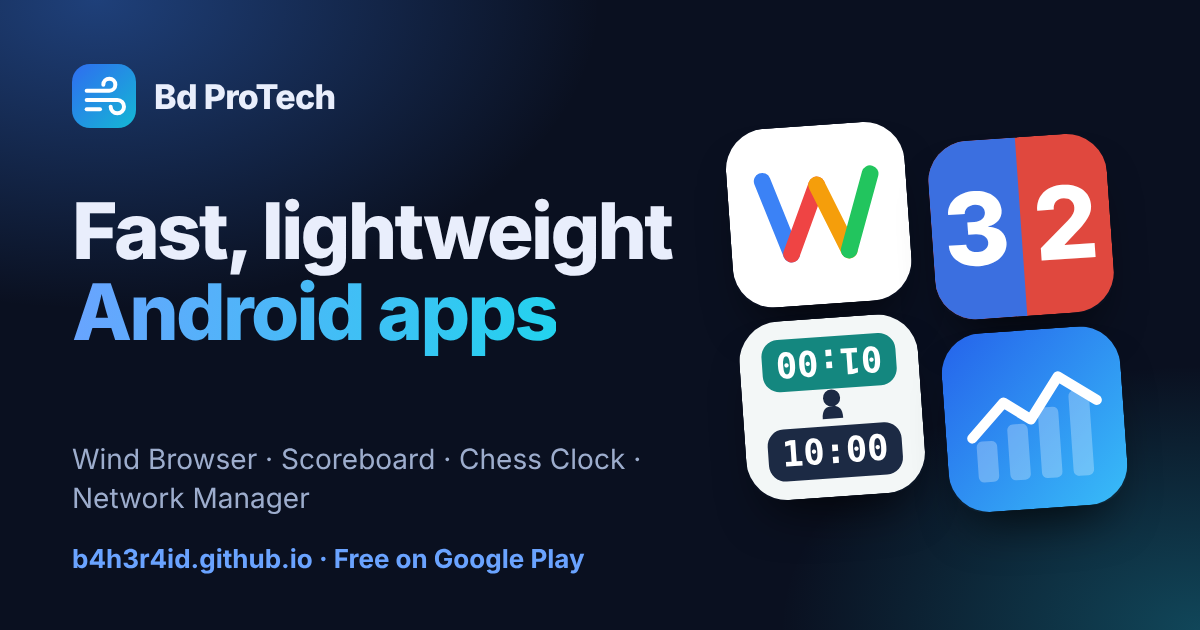 Bd ProTech
Fast, lightweight
Android apps
Wind Browser · Scoreboard · Chess Clock ·
Network Manager
b4h3r4id.github.io · Free on Google Play
W
3 2
10:00
10:00